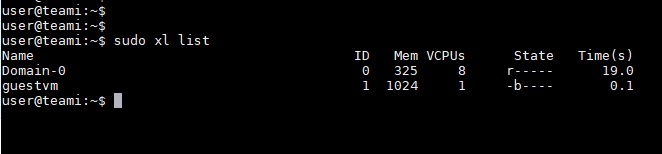 user@teami:~$
user@teami:~$
user@teami:~$ sudo xl list
Name ID Mem VCPUs State Time(s)
Domain-0 0 325 8 r----- 19.0
guestvm 1 1024 1 -b---- 0.1
user@teami:~$